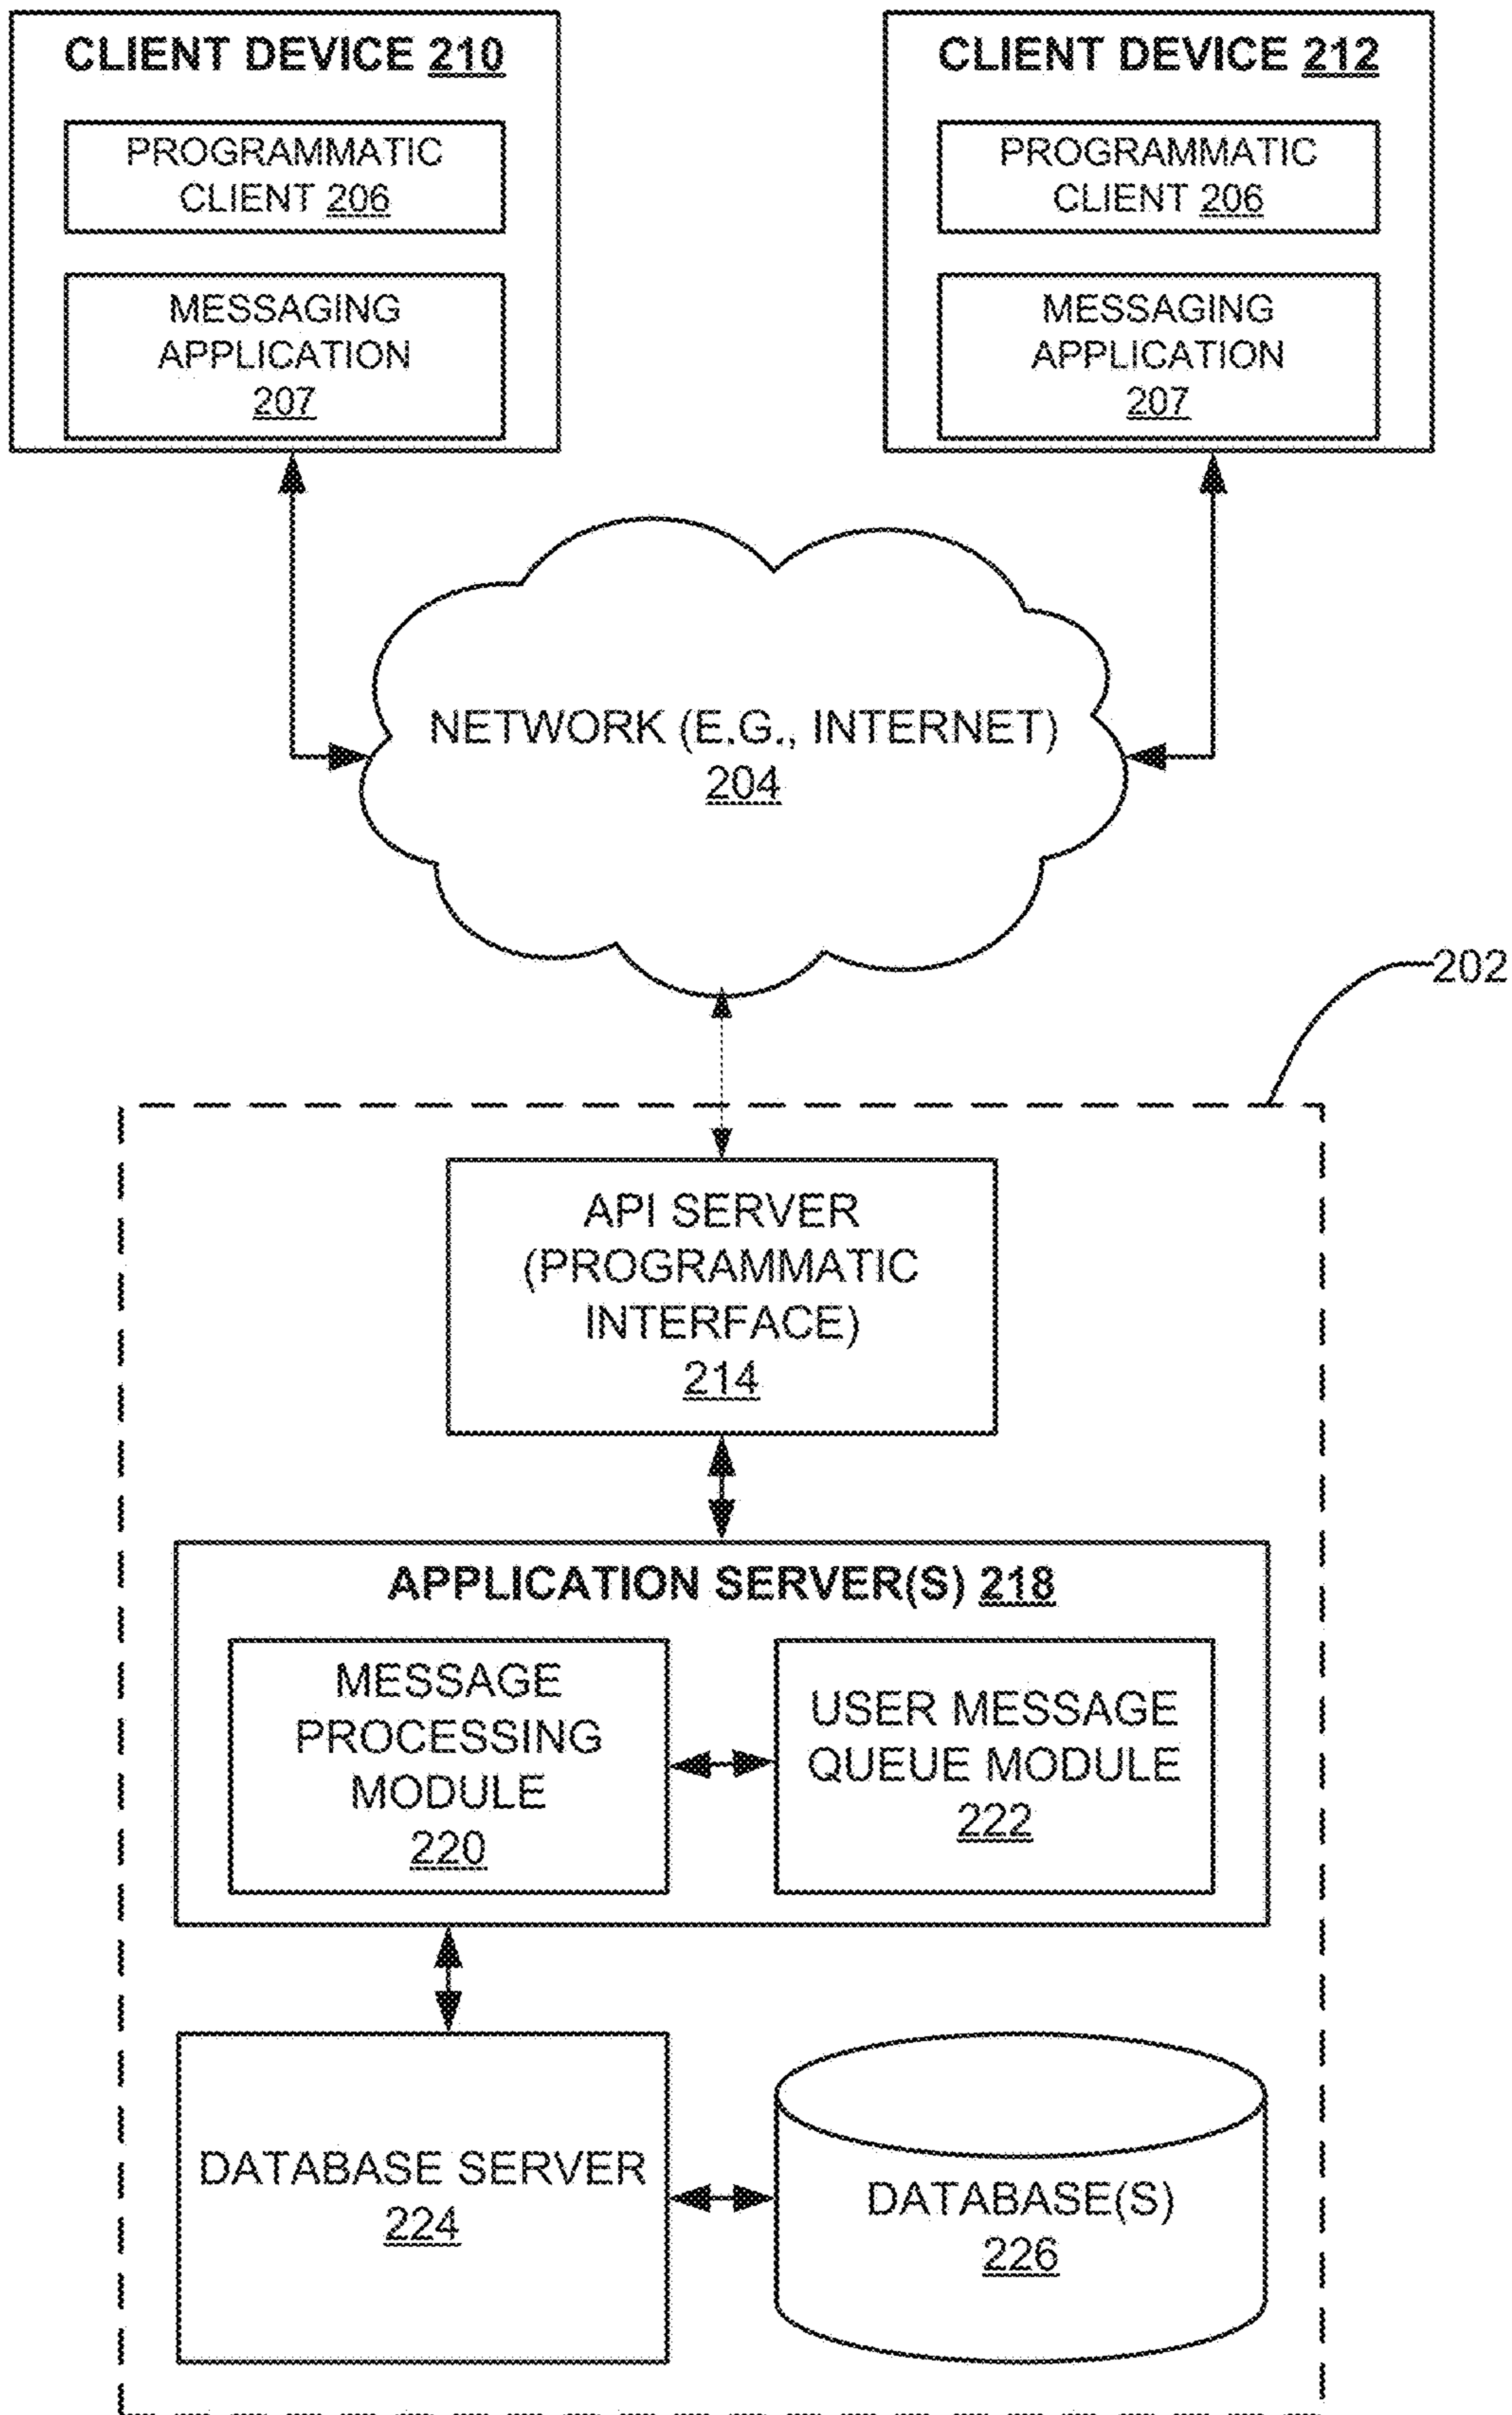 CLIENT DEVICE 210
PROGRAMMATIC
CLIENT 206
MESSAGING
APPLICATION
207
CLIENT DEVICE 212
PROGRAMMATIC
CLIENT 206
MESSAGING
APPLICATION
207
NETWORK (E.G., INTERNET)
204
202
API SERVER
(PROGRAMMATIC
INTERFACE)
214
APPLICATION SERVER(S) 218
MESSAGE
PROCESSING
MODULE
220
USER MESSAGE
QUEUE MODULE
222
DATABASE SERVER
224
DATABASE(S)
226